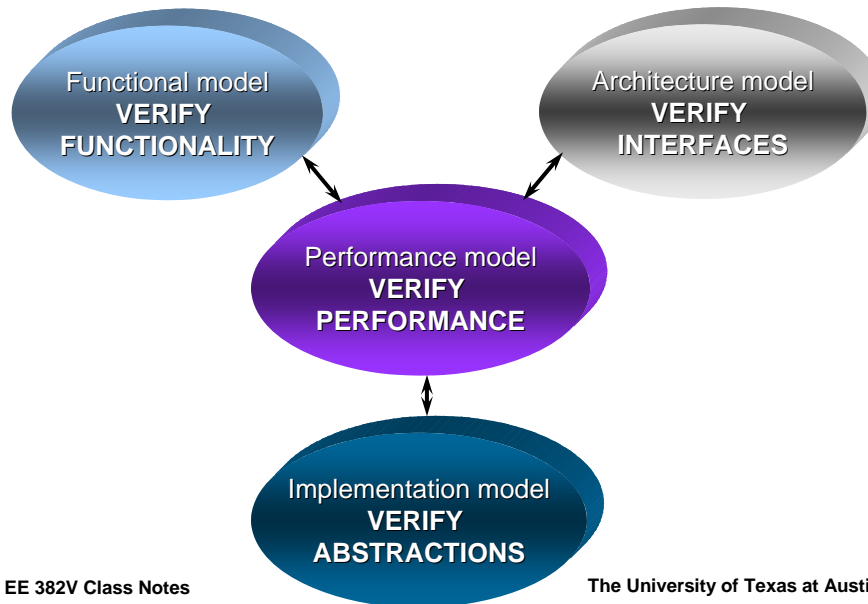 Functional model
VERIFY
FUNCTIONALITY
Architecture model
VERIFY
INTERFACES
Performance model
VERIFY
PERFORMANCE
Implementation model
VERIFY
ABSTRACTIONS
EE 382V Class Notes
The University of Texas at Austi